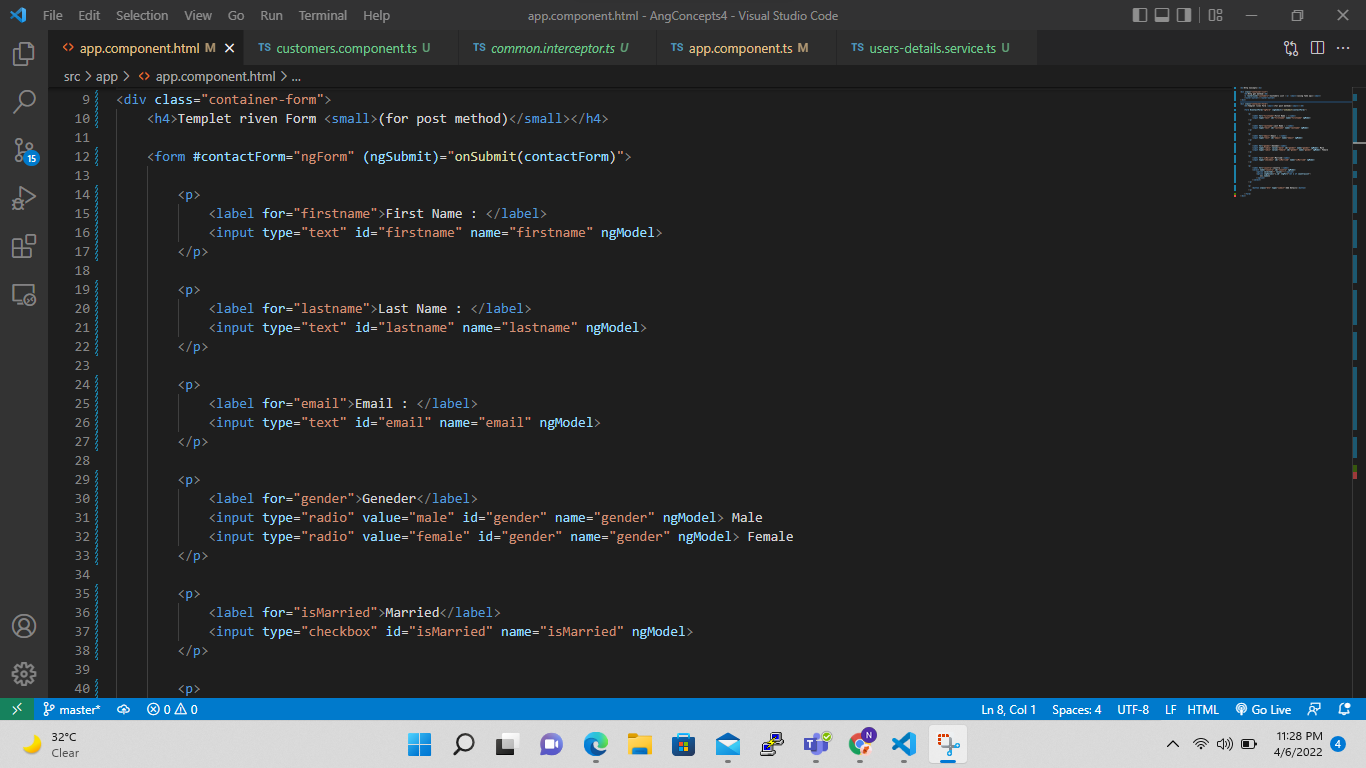 File Edit Selection View Go Run Terminal Help app.component.html - AngConcepts4 - Visual Studio Code
app.component.html M TS customers.component.ts U TS common.interceptor.ts U TS app.component.ts M TS users-details.service.ts U
src > app > <> app.component.html > ...
9 <div class="container-form">
10 <h4>Templet riven Form <small>(for post method)</small></h4>
11
12 <form #contactForm="ngForm" (ngSubmit)="onSubmit(contactForm)">
13
14 <p>
15 <label for="firstname">First Name : </label>
16 <input type="text" id="firstname" name="firstname" ngModel>
17 </p>
18
19 <p>
20 <label for="lastname">Last Name : </label>
21 <input type="text" id="lastname" name="lastname" ngModel>
22 </p>
23
24 <p>
25 <label for="email">Email : </label>
26 <input type="text" id="email" name="email" ngModel>
27 </p>
28
29 <p>
30 <label for="gender">Geneder</label>
31 <input type="radio" value="male" id="gender" name="gender" ngModel> Male
32 <input type="radio" value="female" id="gender" name="gender" ngModel> Female
33 </p>
34
35 <p>
36 <label for="isMarried">Married</label>
37 <input type="checkbox" id="isMarried" name="isMarried" ngModel>
38 </p>
39
40 <p>
15
master* 0 0 Ln 8, Col 1 Spaces: 4 UTF-8 LF HTML Go Live
32°C
Clear
N
11:28 PM
4/6/2022
4